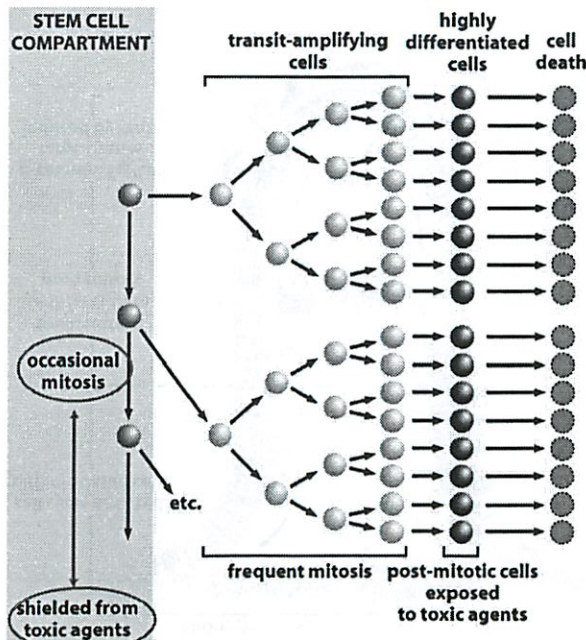 STEM CELL
COMPARTMENT
transit-amplifying
cells
highly
differentiated
cells
cell
death
occasional
mitosis
etc.
shielded from
toxic agents
frequent mitosis
post-mitotic cells
exposed
to toxic agents